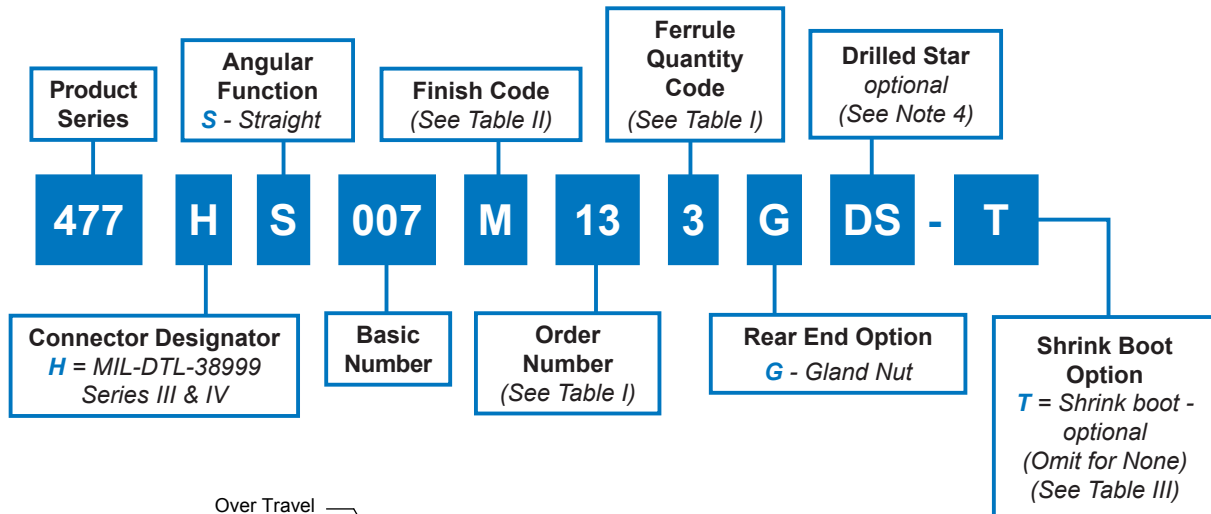 Product
Series
Angular
Function
S - Straight
Finish Code
(See Table II)
Ferrule
Quantity
Code
(See Table I)
Drilled Star
optional
(See Note 4)
477 H S 007 M 13 3 G DS - T
Connector Designator
H = MIL-DTL-38999
Series III & IV
Basic
Number
Order
Number
(See Table I)
Rear End Option
G - Gland Nut
Shrink Boot
Option
T = Shrink boot -
optional
(Omit for None)
(See Table III)
Over Travel